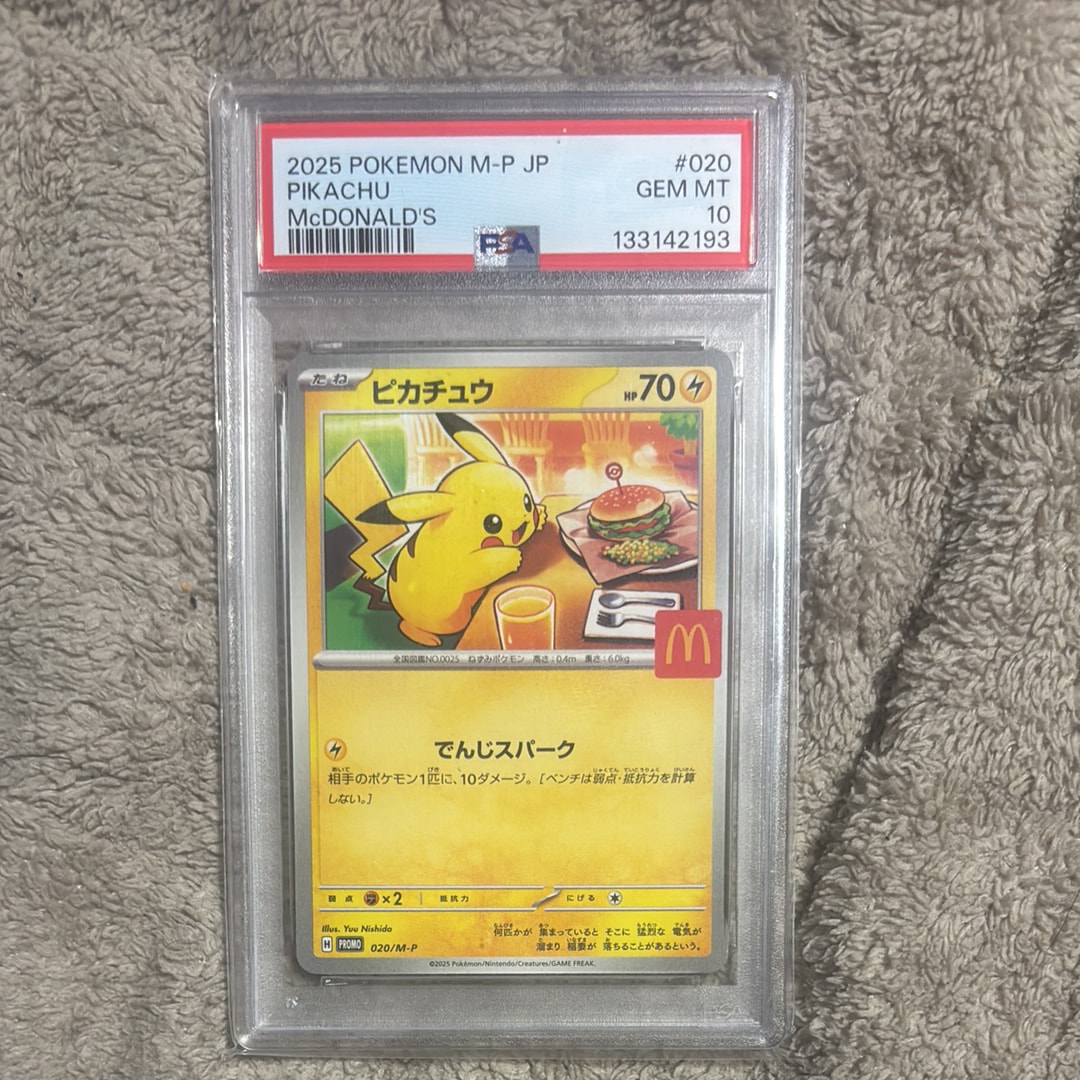 2025 POKEMON M-P JP #020
PIKACHU GEM MT
McDONALD'S 10
PSA 133142193
たね ピカチュウ HP70
M
全国図鑑NO.0025 ねずみポケモン 高さ:0.4m 重さ:6.0kg
でんじスパーク
相手のポケモン1匹に、10ダメージ。[ベンチは弱点・抵抗力を計算
しない。]
弱点 ×2 抵抗力 にげる
Illus. Yuu Nishida
何匹かが 集まっていると そこに 猛烈な 電気が
溜まり 稲妻が 落ちることがあるという。
H PROMO 020/M-P
©2025 Pokémon/Nintendo/Creatures/GAME FREAK.